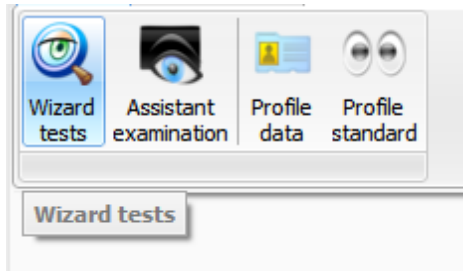 Wizard tests
Assistant examination
Profile data
Profile standard
Wizard tests